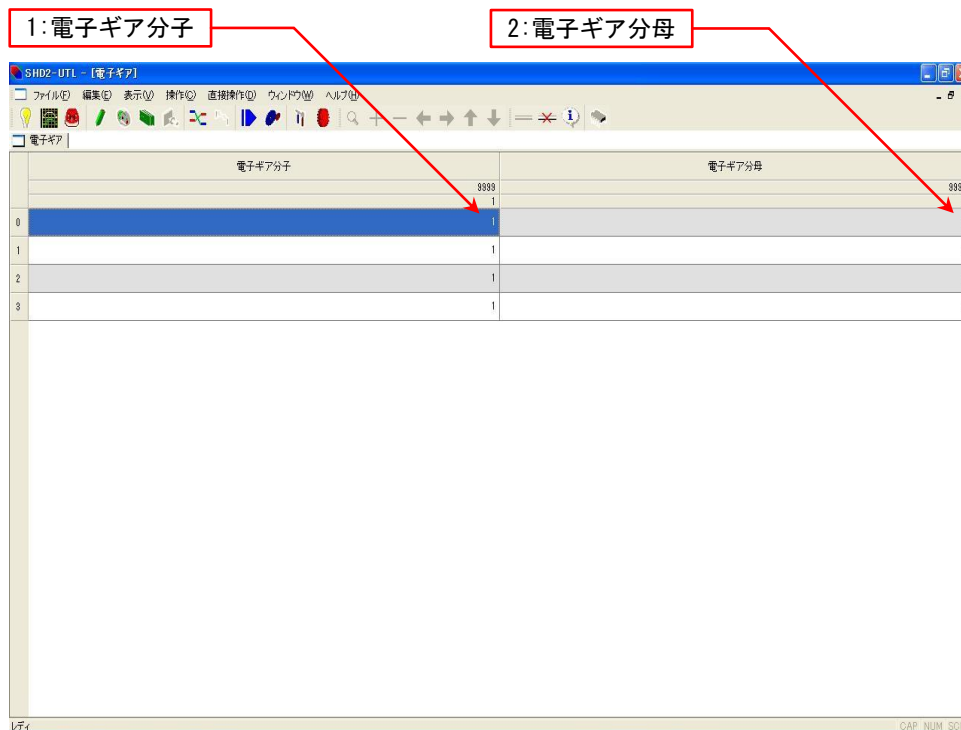 1:電子ギア分子
2:電子ギア分母
SHD2-UTL - [電子ギア]
ファイル(F) 編集(E) 表示(V) 操作(C) 直接操作(D) ウィンドウ(W) ヘルプ(H)
電子ギア
電子ギア分子 電子ギア分母
9999 999
1
0 1
1 1
2 1
3 1
レディ CAP NUM SC